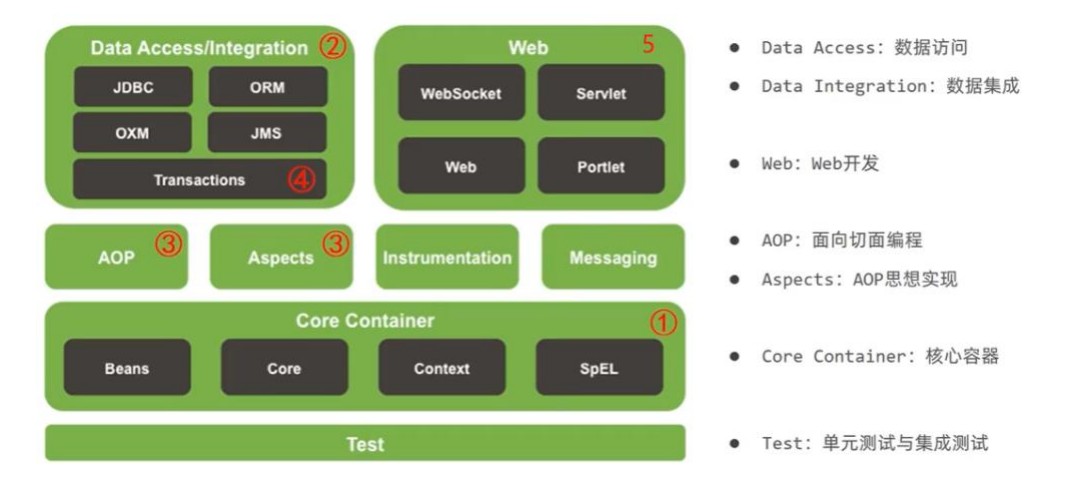 Data Access/Integration ②
JDBC ORM
OXM JMS
Transactions ④
Web 5
WebSocket Servlet
Web Portlet
AOP ③ Aspects ③ Instrumentation Messaging
Core Container ①
Beans Core Context SpEL
Test
● Data Access: 数据访问
● Data Integration: 数据集成
● Web: Web开发
● AOP: 面向切面编程
● Aspects: AOP思想实现
● Core Container: 核心容器
● Test: 单元测试与集成测试